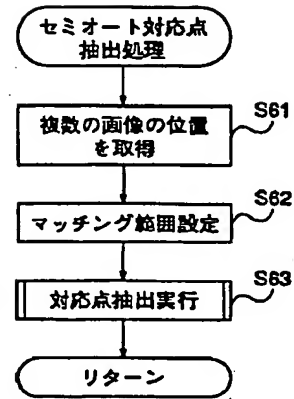 セミオート対応点
抽出処理
複数の画像の位置
を取得
S61
マッチング範囲設定
S62
対応点抽出実行
S63
リターン